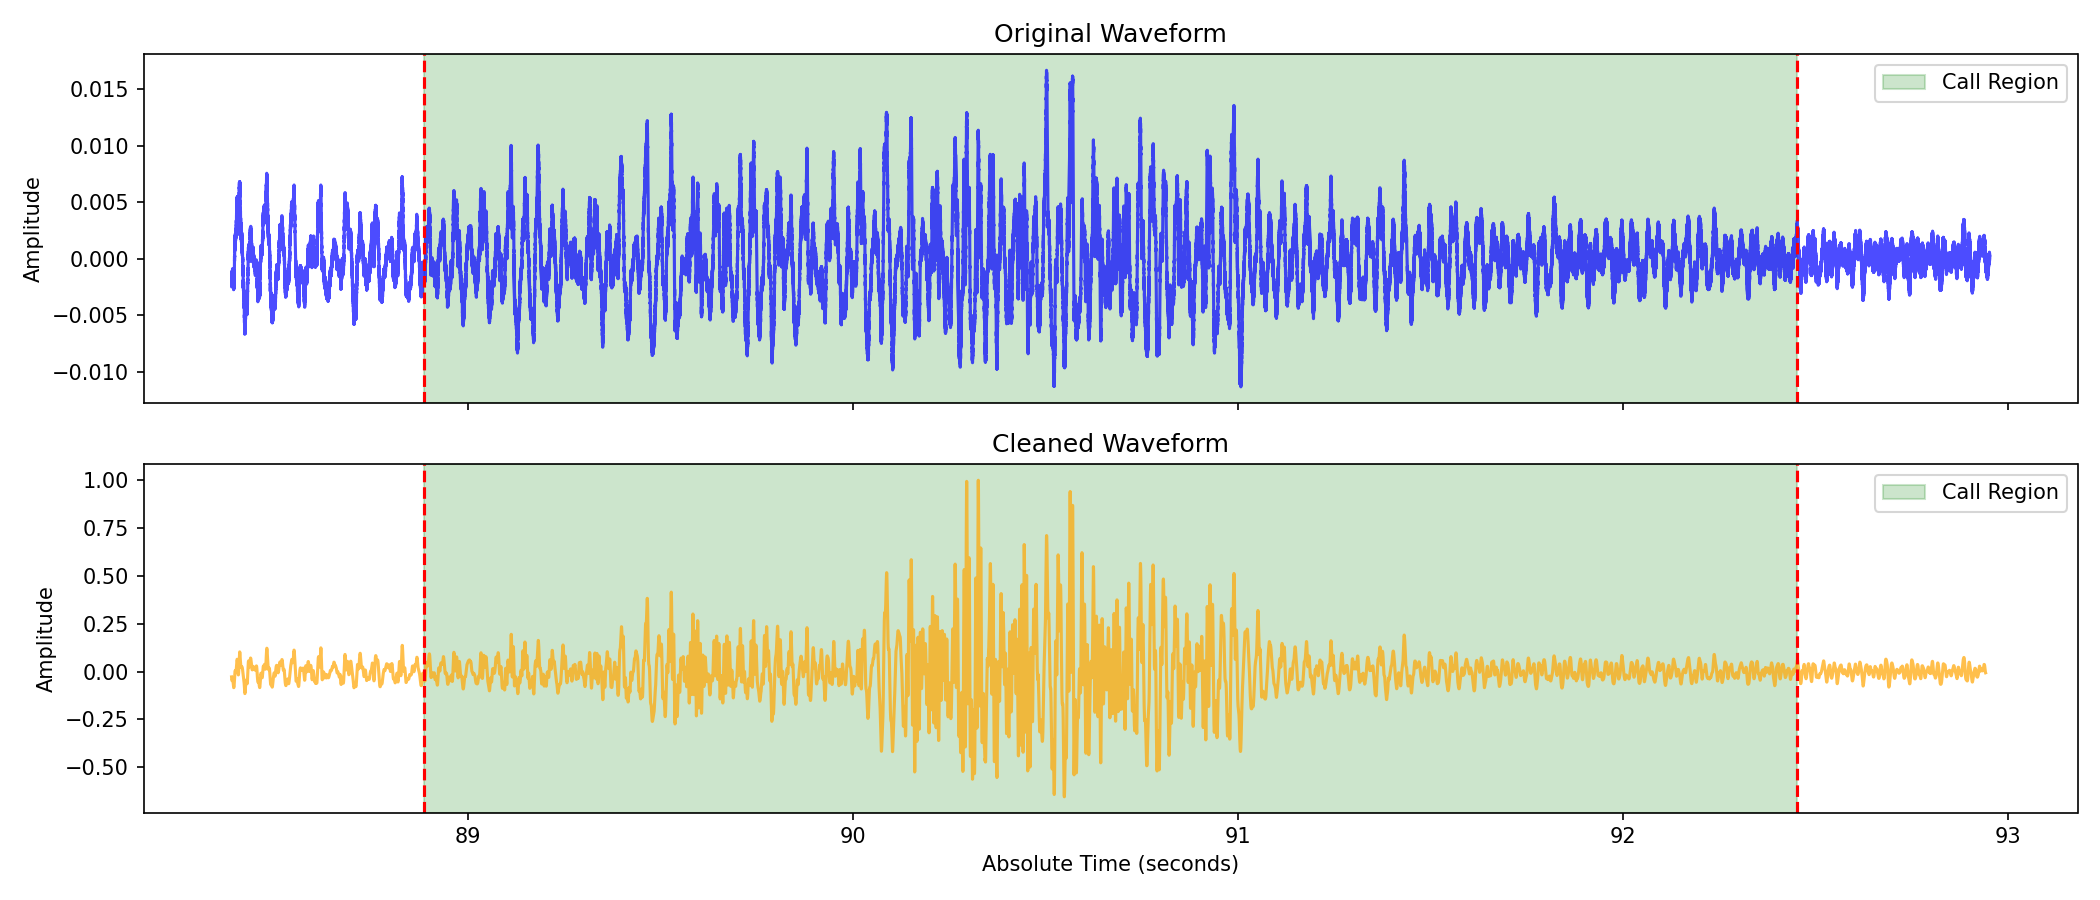 Original Waveform
Call Region
Amplitude
0.015
0.010
0.005
0.000
−0.005
−0.010
Cleaned Waveform
Call Region
Amplitude
1.00
0.75
0.50
0.25
0.00
−0.25
−0.50
89 90 91 92 93
Absolute Time (seconds)